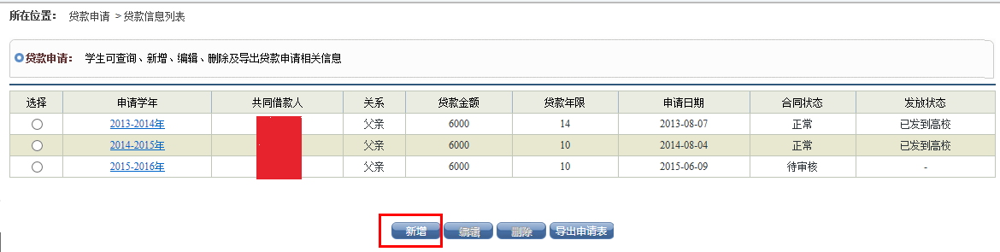 所在位置： 贷款申请 >贷款信息列表
贷款申请： 学生可查询、新增、编辑、删除及导出贷款申请相关信息
选择 申请学年 共同借款人 关系 贷款金额 贷款年限 申请日期 合同状态 发放状态
2013-2014年 父亲 6000 14 2013-08-07 正常 已发到高校
2014-2015年 父亲 6000 10 2014-08-04 正常 已发到高校
2015-2016年 父亲 6000 10 2015-06-09 待审核 -
新增 编辑 删除 导出申请表